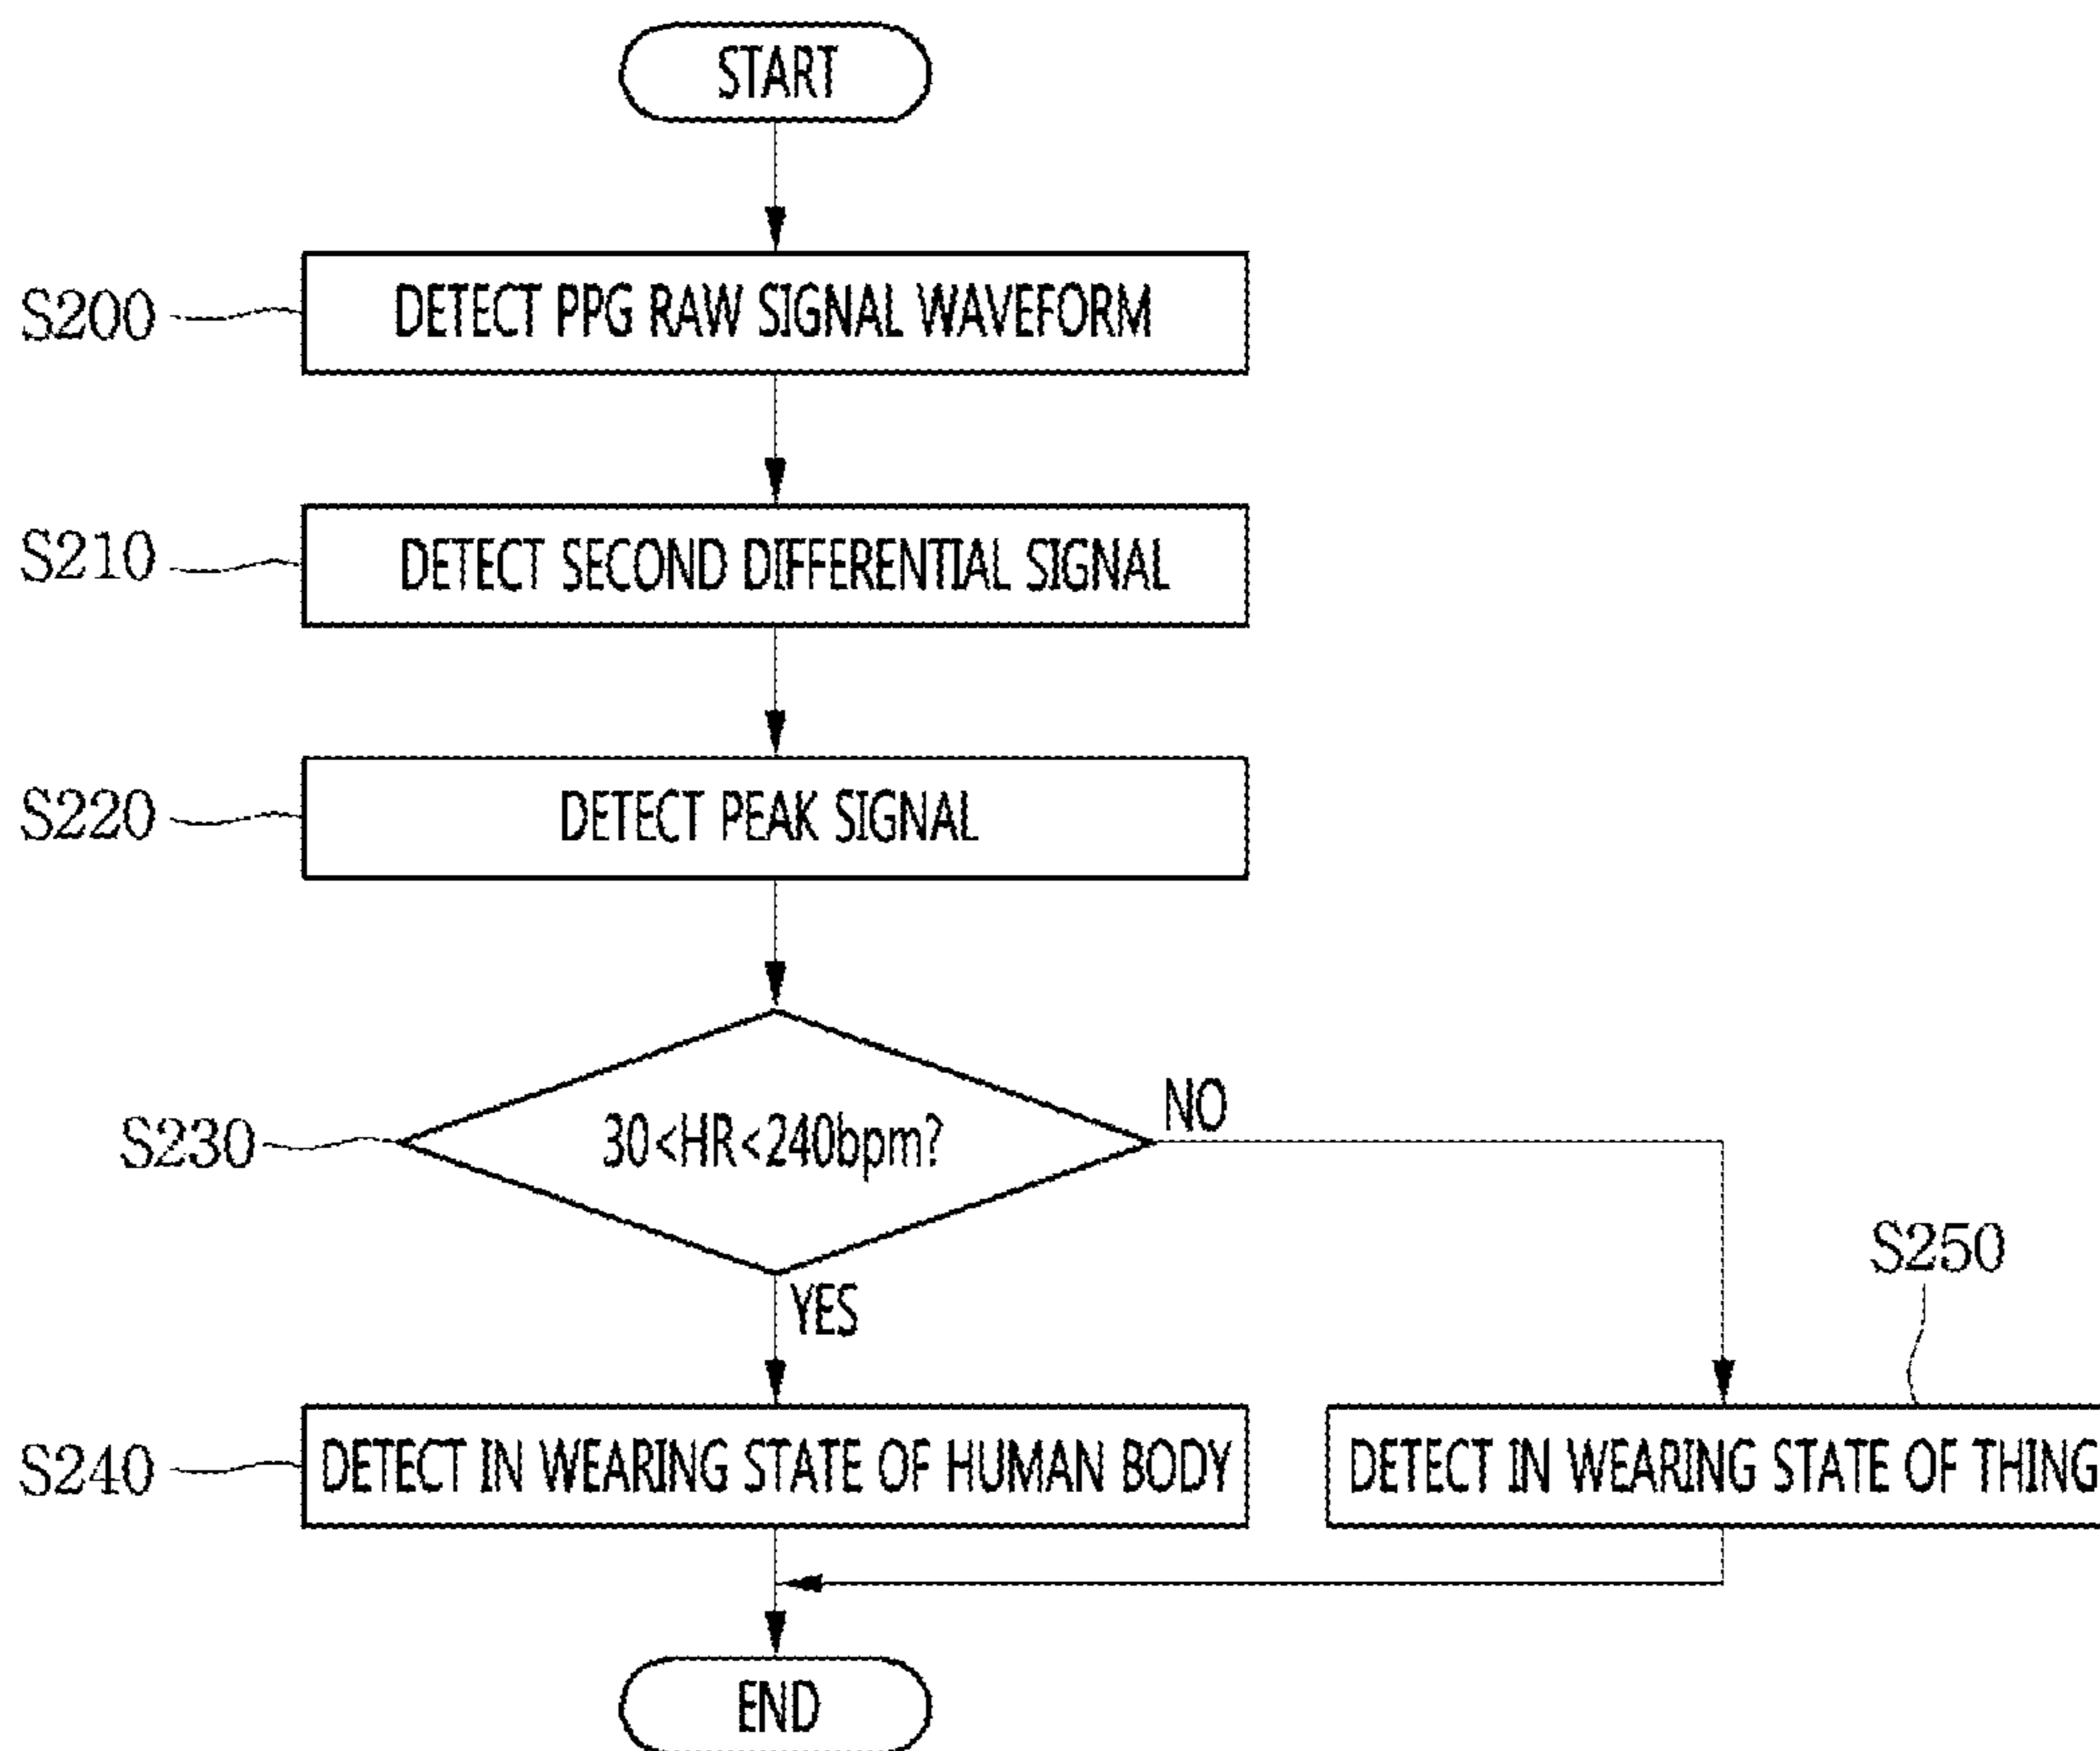 START
S200
DETECT PPG RAW SIGNAL WAVEFORM
S210
DETECT SECOND DIFFERENTIAL SIGNAL
S220
DETECT PEAK SIGNAL
S230
30<HR<240bpm?
NO
YES
S250
S240
DETECT IN WEARING STATE OF HUMAN BODY
DETECT IN WEARING STATE OF THING
END